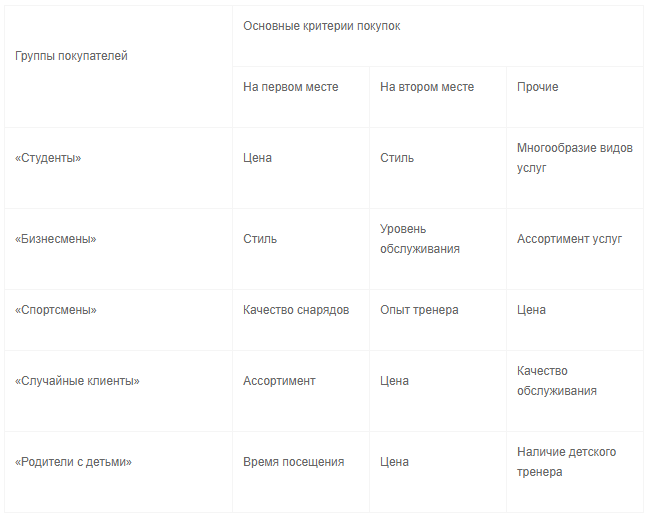 Группы покупателей
Основные критерии покупок
На первом месте
На втором месте
Прочие
«Студенты»
Цена
Стиль
Многообразие видов
услуг
«Бизнесмены»
Стиль
Уровень
обслуживания
Ассортимент услуг
«Спортсмены»
Качество снарядов
Опыт тренера
Цена
«Случайные клиенты»
Ассортимент
Цена
Качество
обслуживания
«Родители с детьми»
Время посещения
Цена
Наличие детского
тренера